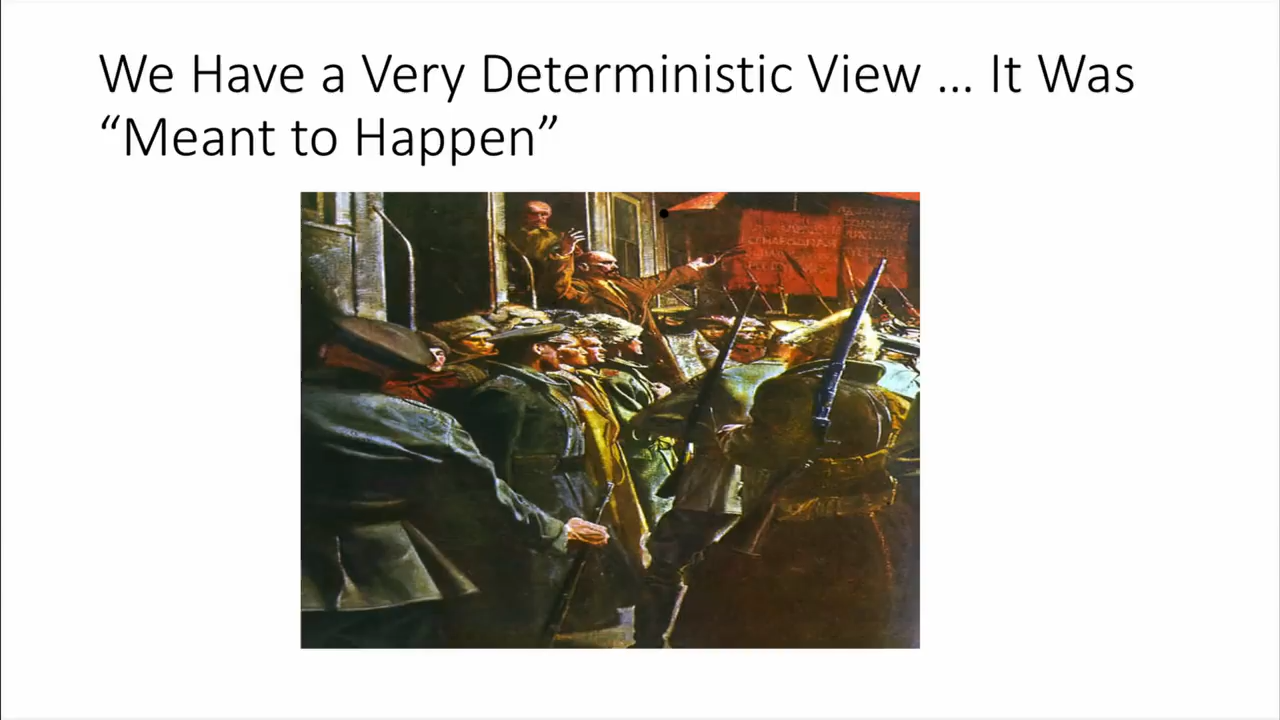 We Have a Very Deterministic View … It Was
“Meant to Happen”